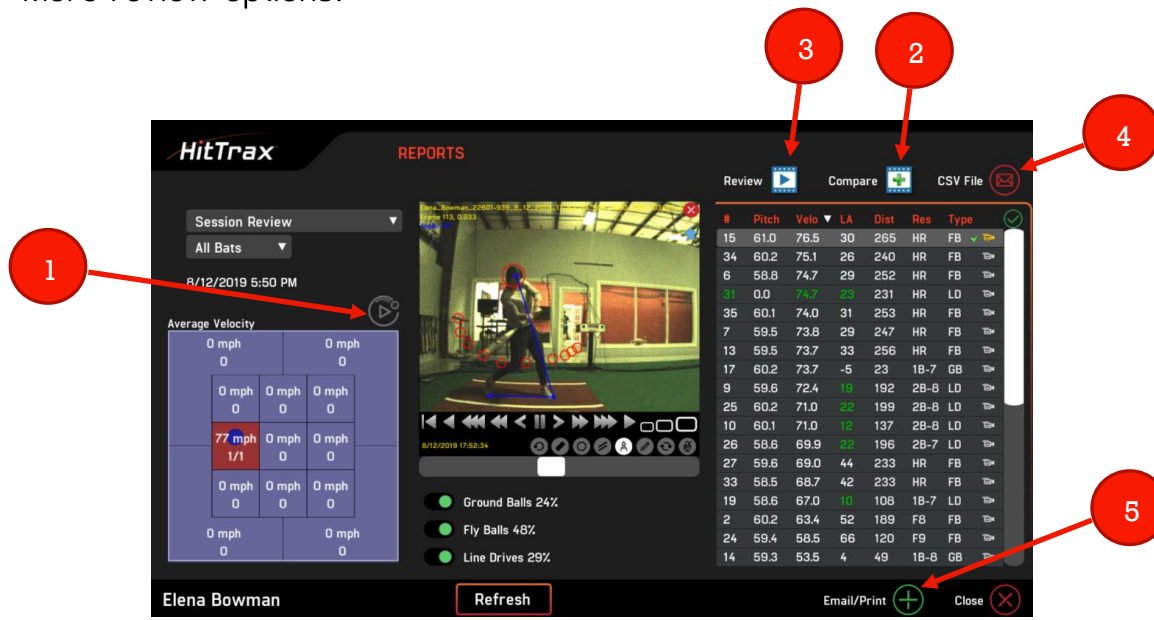 More review options:
3
2
4
HitTrax
REPORTS
Review
Compare
CSV File
Session Review
All Bats
1
8/12/2019 5:50 PM
Average Velocity
0 mph 0 mph
0 0
0 mph 0 mph 0 mph
0 0 0
77 mph 0 mph 0 mph
1/1 0 0
0 mph 0 mph 0 mph
0 0 0
0 mph 0 mph
0 0
Frame 113, 0.933
8/12/2019 17:52:34
Ground Balls 24%
Fly Balls 48%
Line Drives 29%
# Pitch Velo LA Dist Res Type
15 61.0 76.5 30 265 HR FB
34 60.2 75.1 26 240 HR FB
6 58.8 74.7 29 252 HR FB
31 0.0 74.7 23 231 HR LD
35 60.1 74.0 31 253 HR FB
7 59.5 73.8 29 247 HR FB
13 59.5 73.7 33 256 HR FB
17 60.2 73.7 -5 23 1B-7 GB
9 59.6 72.4 19 192 2B-8 LD
25 60.2 71.0 22 199 2B-8 LD
10 60.1 71.0 12 137 2B-8 LD
26 58.6 69.9 22 196 2B-7 LD
27 59.6 69.0 44 233 HR FB
33 58.5 68.7 42 233 HR FB
19 58.6 67.0 10 108 1B-7 LD
2 60.2 63.4 52 189 F8 FB
24 59.4 58.5 66 120 F9 FB
14 59.3 53.5 4 49 1B-8 GB
5
Elena Bowman
Refresh
Email/Print
Close